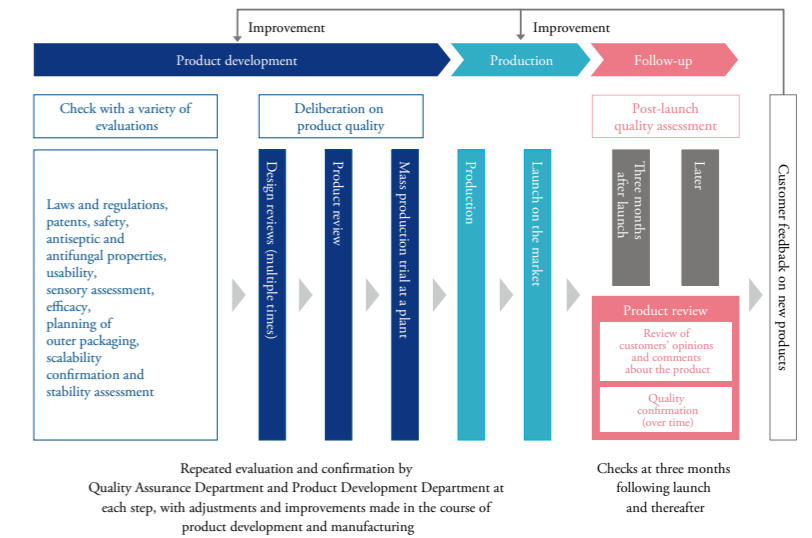 Improvement
Improvement
Product development
Production
Follow-up
Check with a variety of
evaluations
Deliberation on
product quality
Post-launch
quality assessment
Laws and regulations,
patents, safety,
antiseptic and
antifungal properties,
usability,
sensory assessment,
efficacy,
planning of
outer packaging,
scalability
confirmation and
stability assessment
Design reviews (multiple times)
Product review
Mass production trial at a plant
Production
Launch on the market
Three months
after launch
Later
Product review
Review of
customers’ opinions
and comments
about the product
Quality
confirmation
(over time)
Customer feedback on new products
Repeated evaluation and confirmation by
Quality Assurance Department and Product Development Department at
each step, with adjustments and improvements made in the course of
product development and manufacturing
Checks at three months
following launch
and thereafter